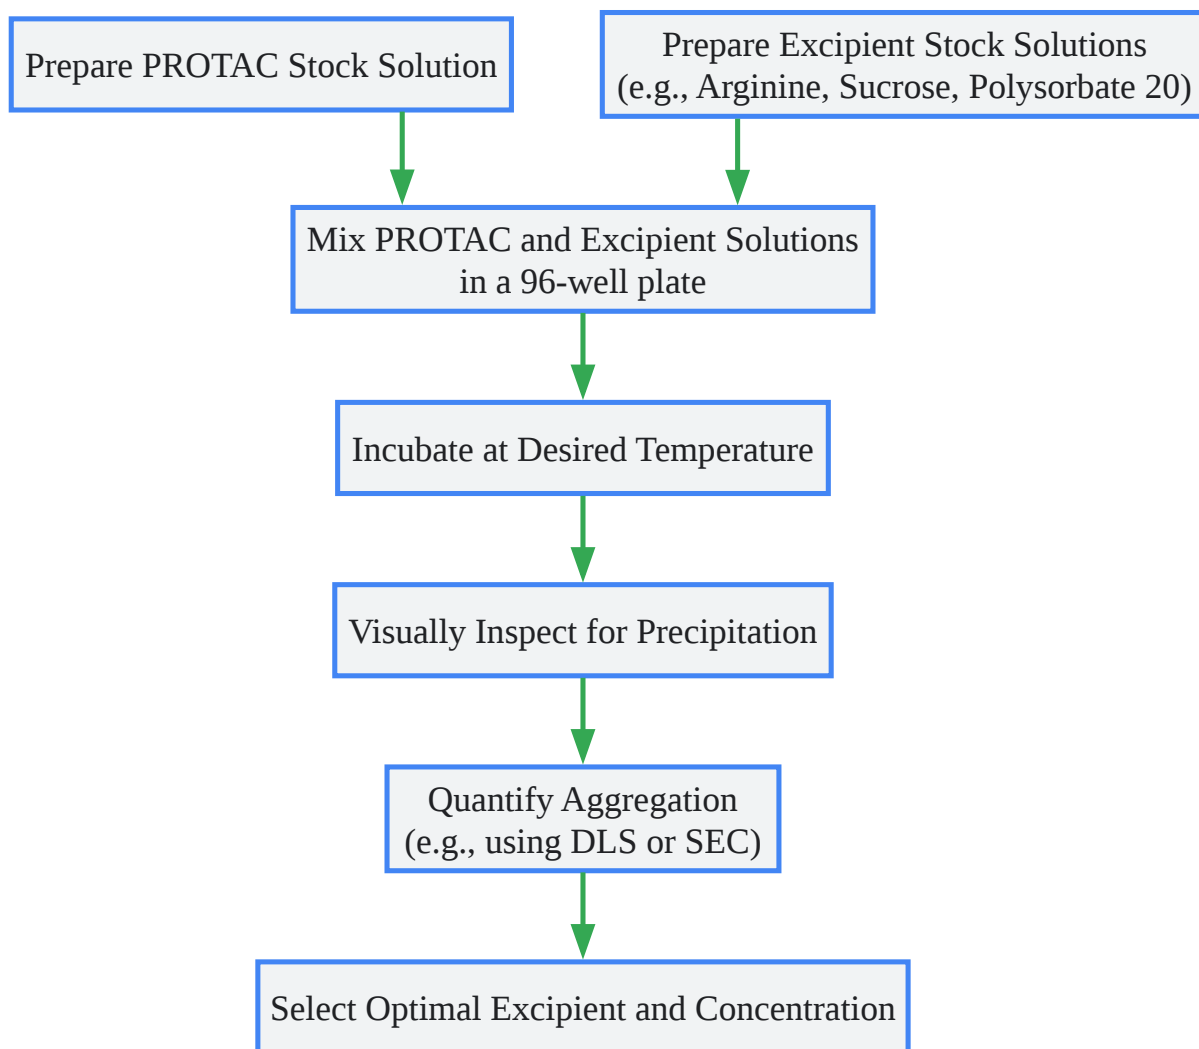 Prepare PROTAC Stock Solution
Prepare Excipient Stock Solutions
(e.g., Arginine, Sucrose, Polysorbate 20)
Mix PROTAC and Excipient Solutions
in a 96-well plate
Incubate at Desired Temperature
Visually Inspect for Precipitation
Quantify Aggregation
(e.g., using DLS or SEC)
Select Optimal Excipient and Concentration